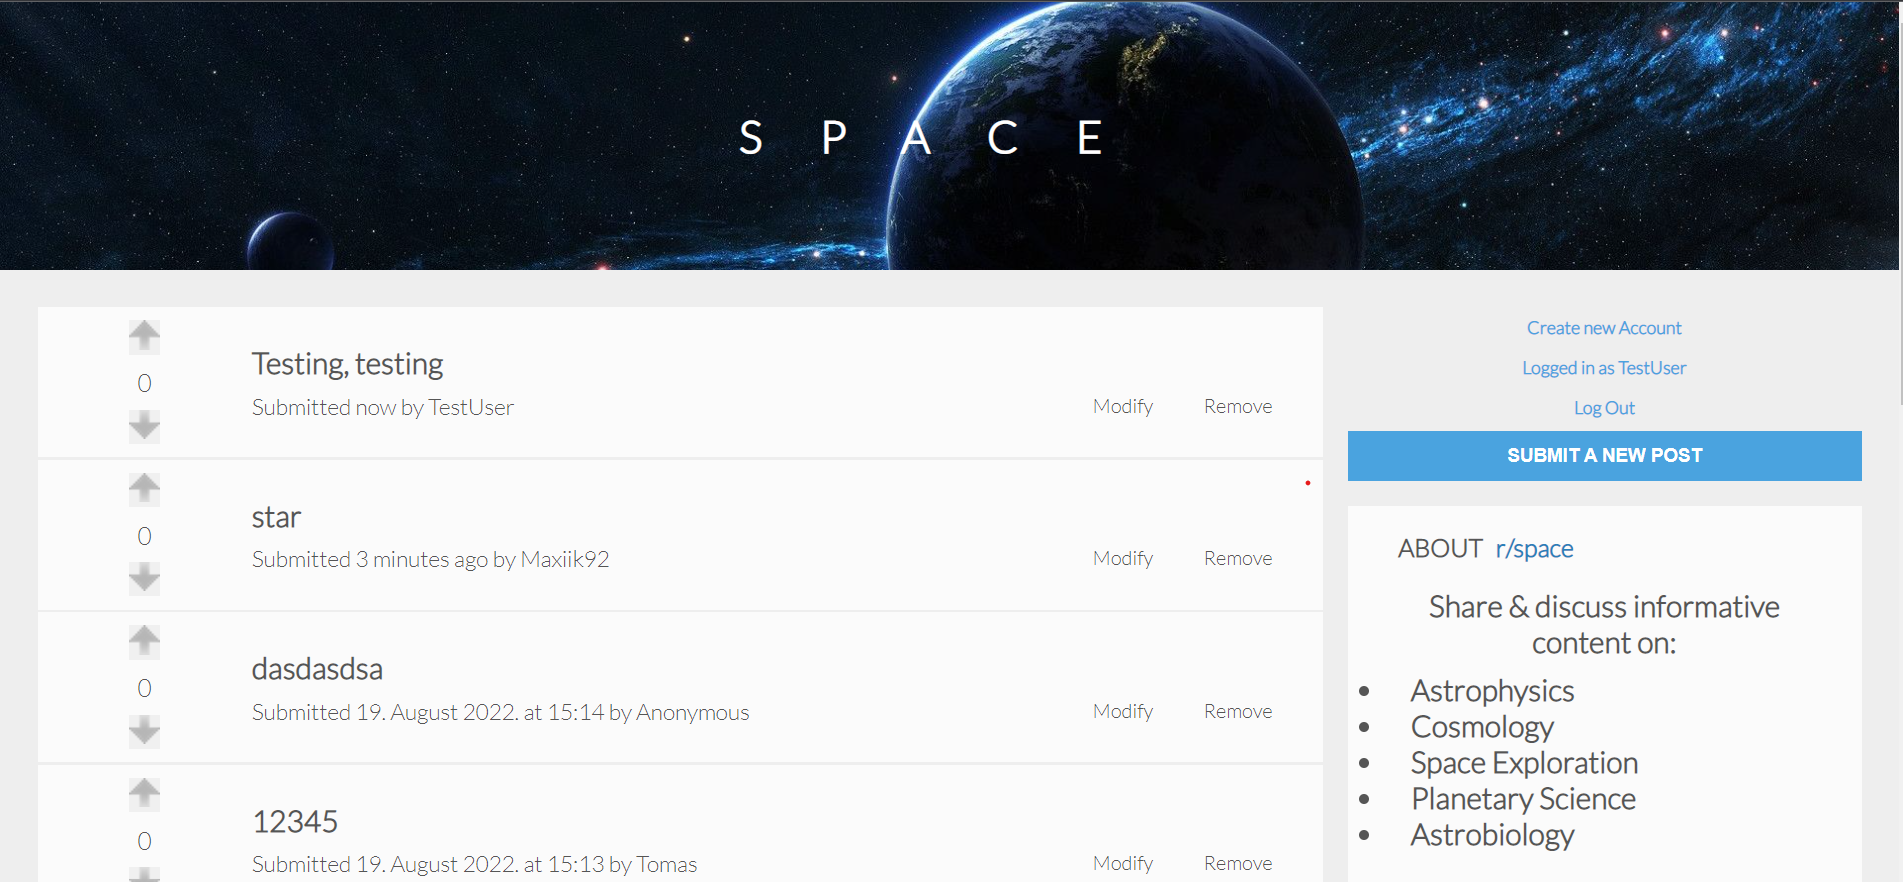 S P A C E
0
Testing, testing
Submitted now by TestUser
Modify Remove
0
star
Submitted 3 minutes ago by Maxiik92
Modify Remove
0
dasdasdsa
Submitted 19. August 2022. at 15:14 by Anonymous
Modify Remove
0
12345
Submitted 19. August 2022. at 15:13 by Tomas
Modify Remove
Create new Account
Logged in as TestUser
Log Out
SUBMIT A NEW POST
ABOUT r/space
Share & discuss informative
content on:
• Astrophysics
• Cosmology
• Space Exploration
• Planetary Science
• Astrobiology